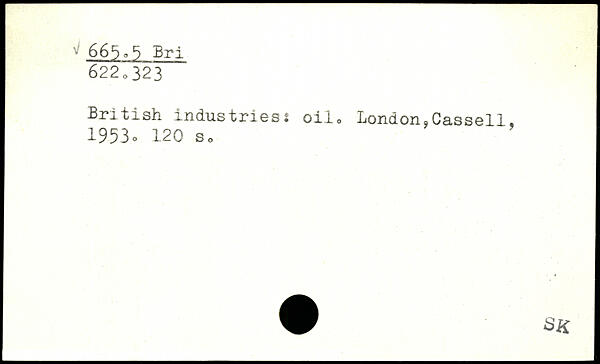 √ 665.5 Bri
622.323
British industries: oil. London,Cassell,
1953. 120 s.
SK